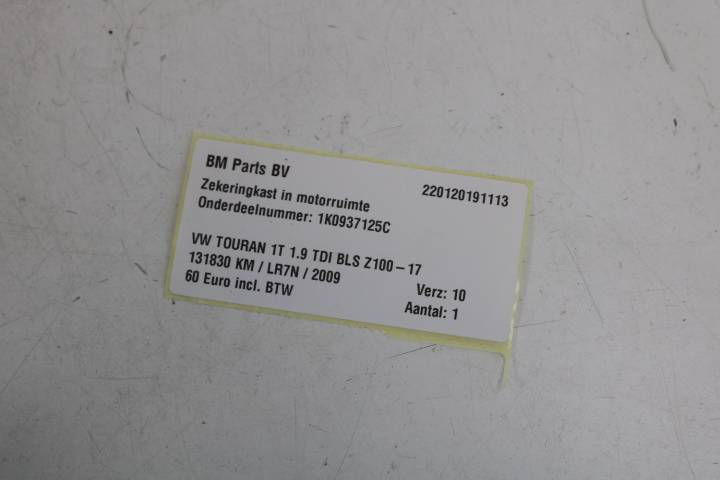 BM Parts BV 220120191113
Zekeringkast in motorruimte
Onderdeelnummer: 1K0937125C
VW TOURAN 1T 1.9 TDI BLS Z100-17
131830 KM / LR7N / 2009 Verz: 10
60 Euro incl. BTW Aantal: 1